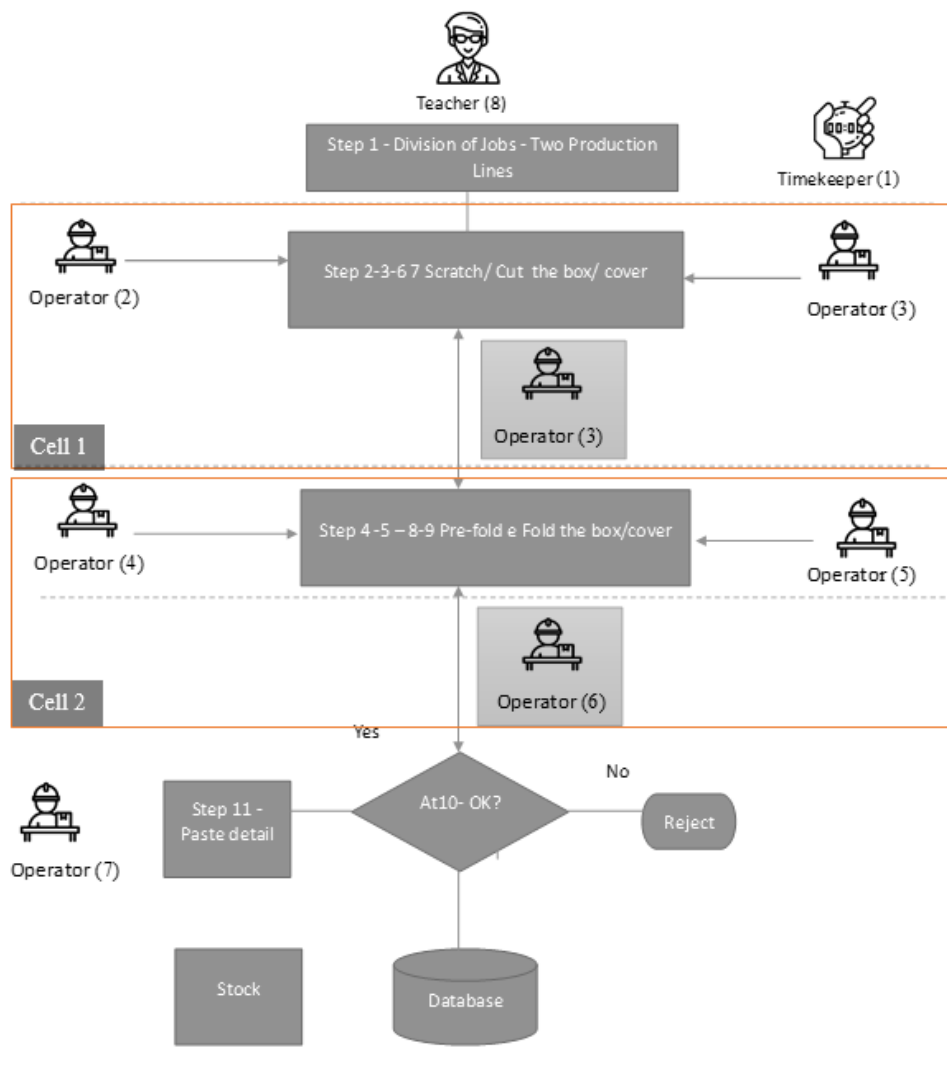 Teacher (8)
Step 1 - Division of Jobs - Two Production
Lines
Timekeeper (1)
Operator (2)
Step 2-3-6 7 Scratch/ Cut the box/ cover
Operator (3)
Operator (3)
Cell 1
Operator (4)
Step 4 -5 – 8-9 Pre-fold e Fold the box/cover
Operator (5)
Operator (6)
Cell 2
Yes
No
At10- OK?
Step 11 -
Paste detail
Reject
Operator (7)
Stock
Database